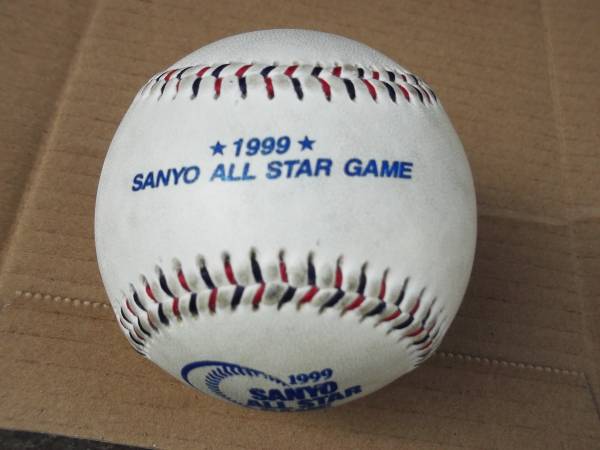 ★ 1999 ★
SANYO ALL STAR GAME
1999
SANYO
ALL STAR